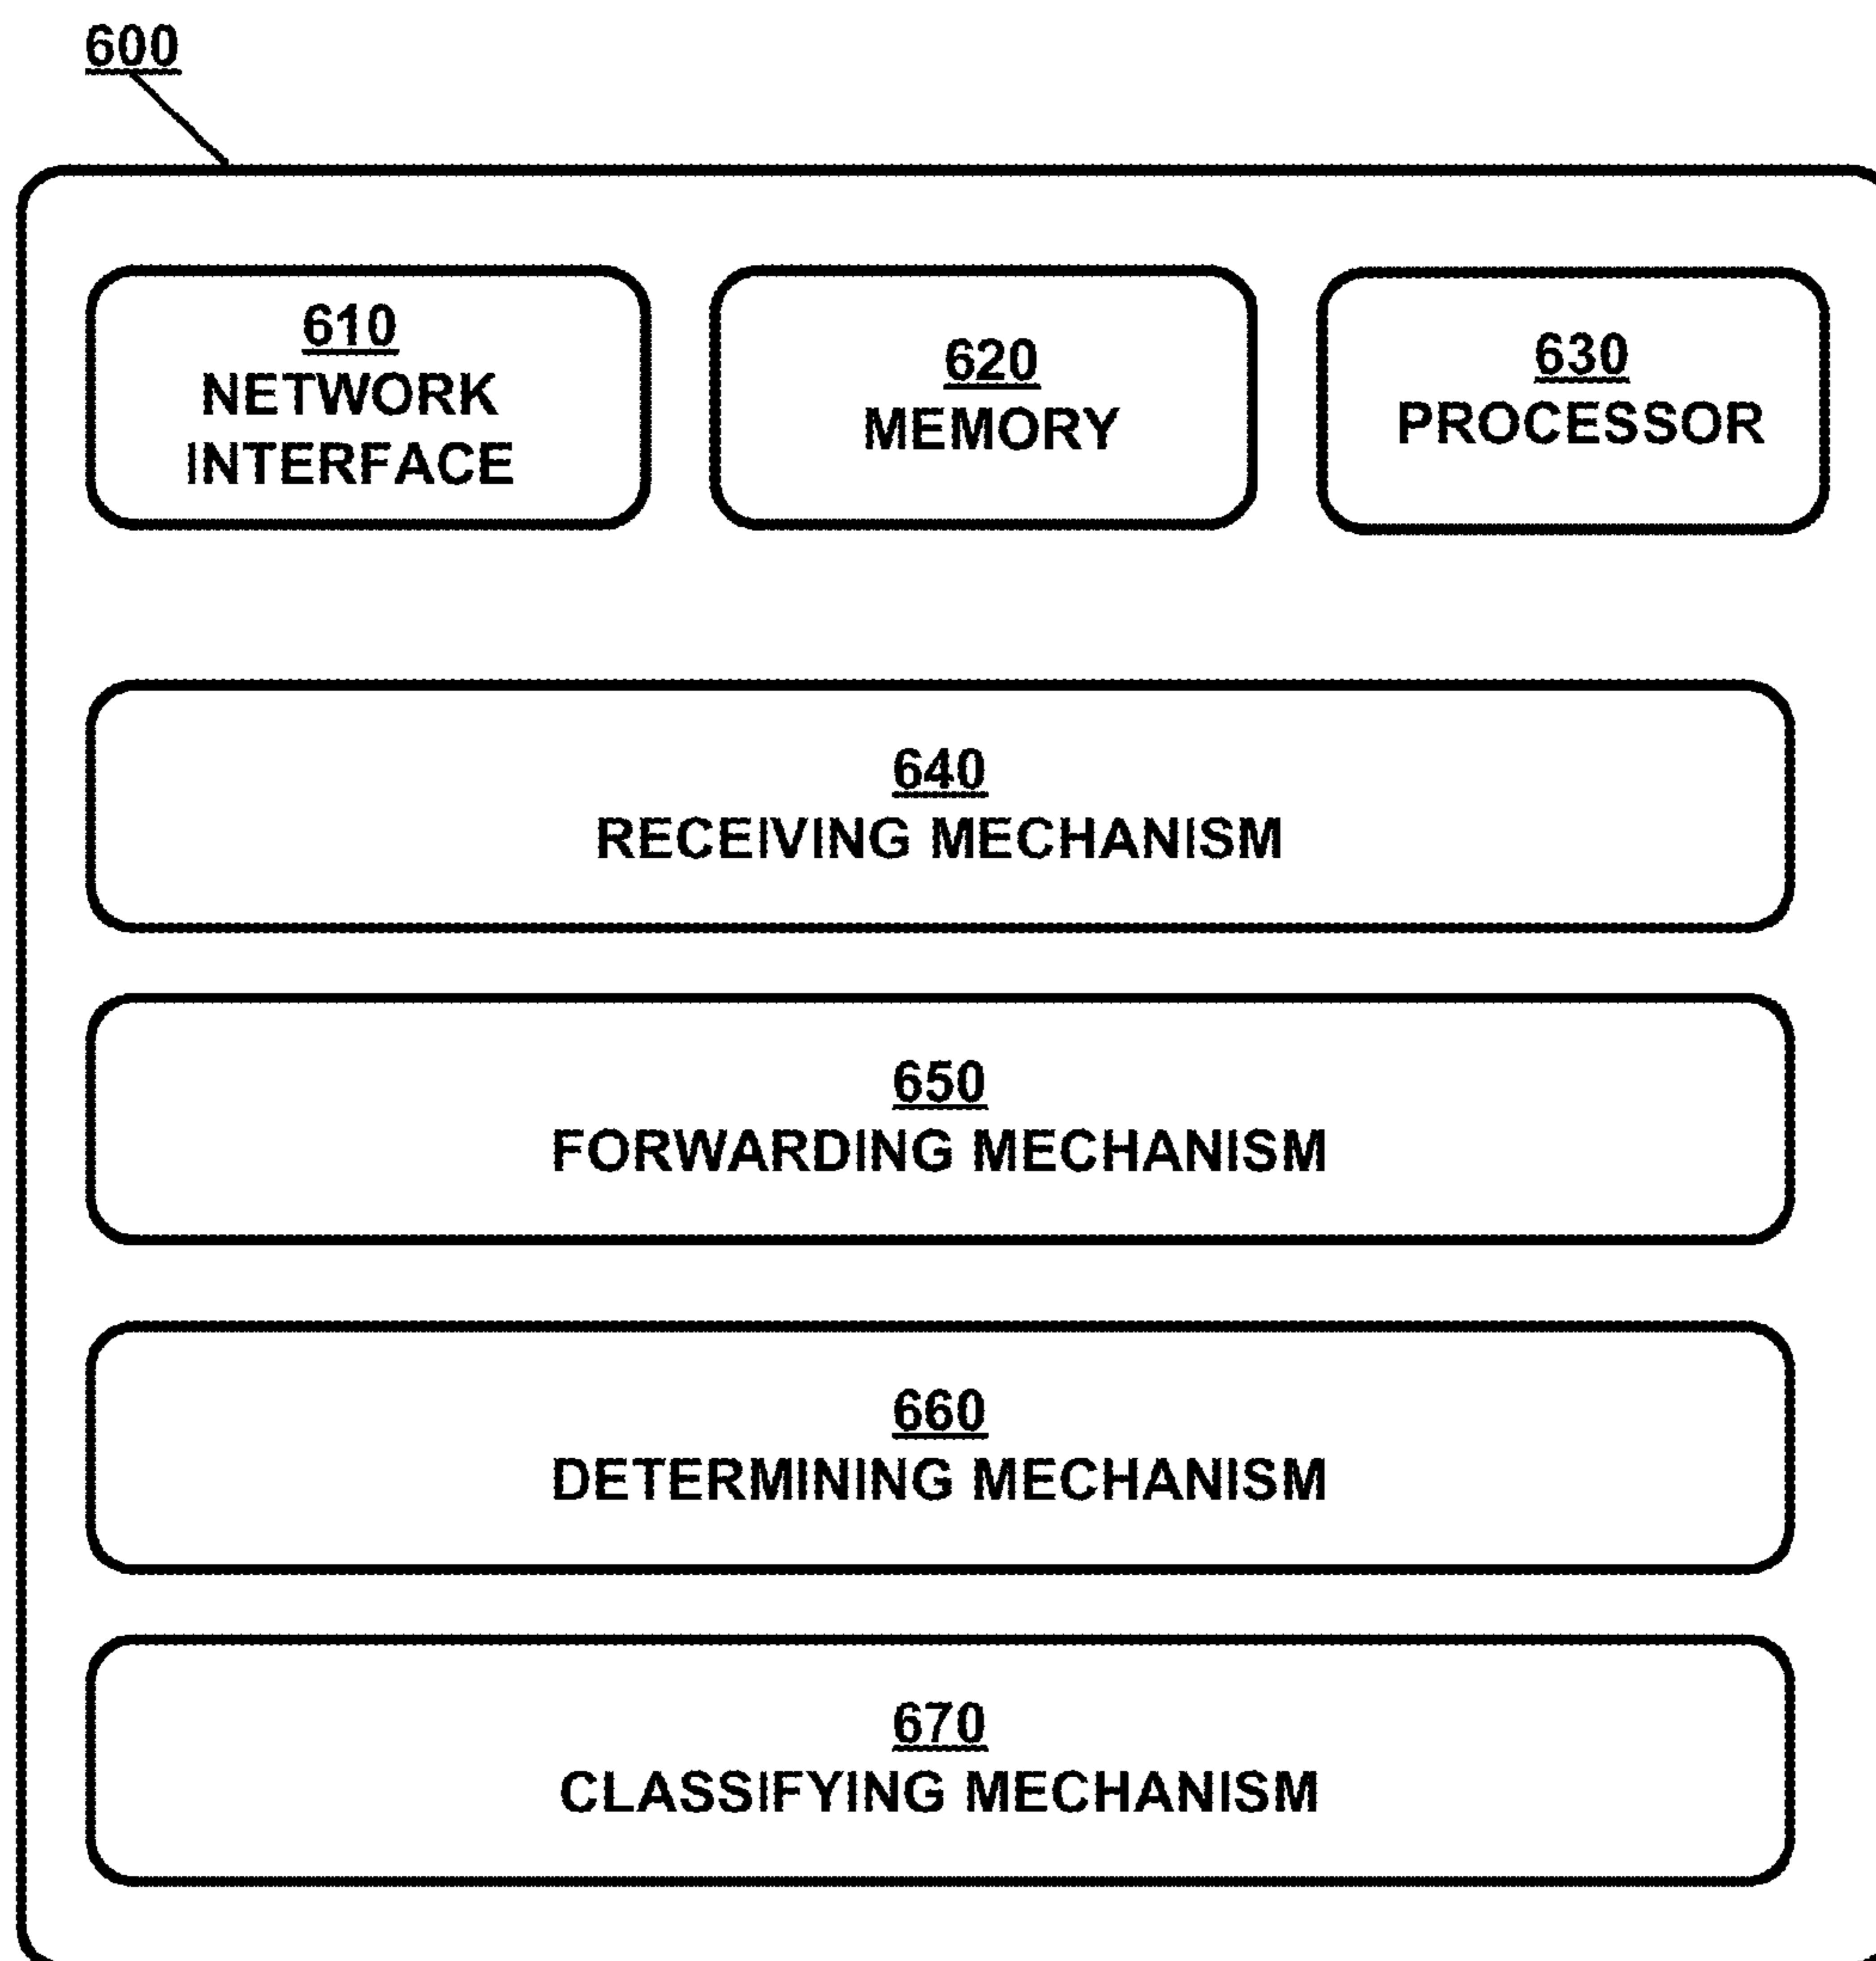 600
610
NETWORK
INTERFACE
620
MEMORY
630
PROCESSOR
640
RECEIVING MECHANISM
650
FORWARDING MECHANISM
660
DETERMINING MECHANISM
670
CLASSIFYING MECHANISM